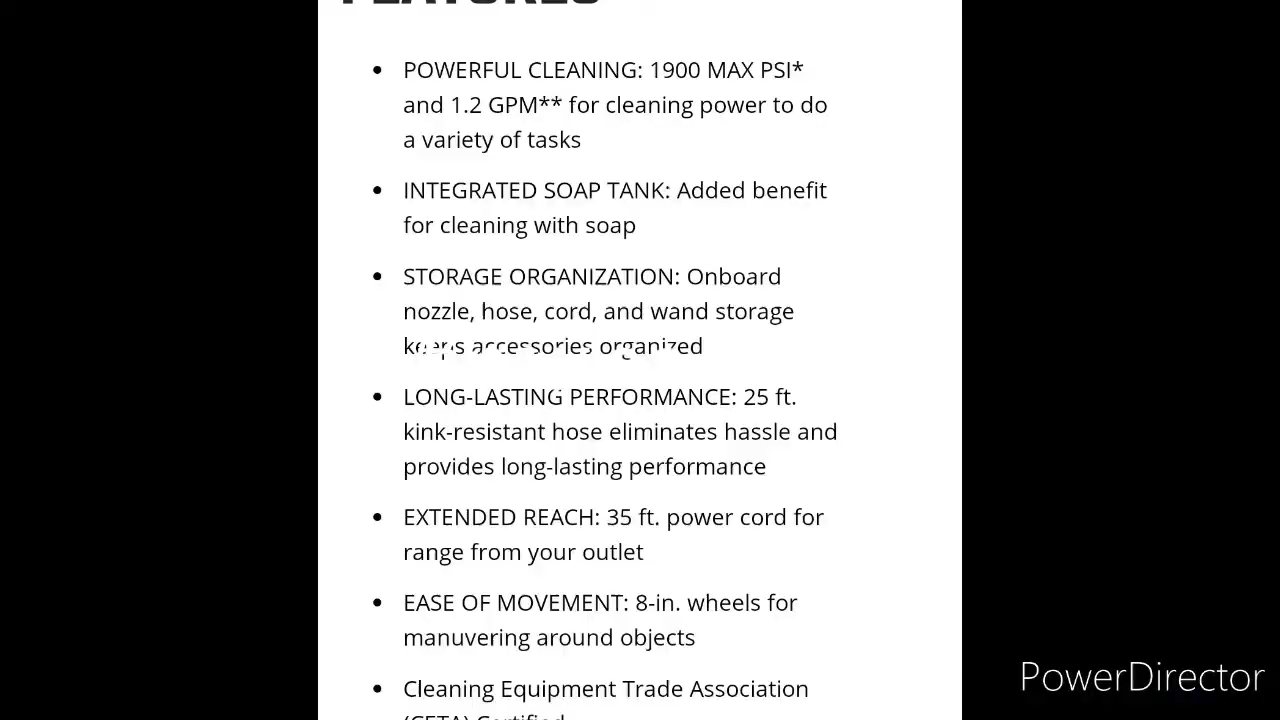 FEATURES
• POWERFUL CLEANING: 1900 MAX PSI*
and 1.2 GPM** for cleaning power to do
a variety of tasks
• INTEGRATED SOAP TANK: Added benefit
for cleaning with soap
• STORAGE ORGANIZATION: Onboard
nozzle, hose, cord, and wand storage
keeps accessories organized
• LONG-LASTING PERFORMANCE: 25 ft.
kink-resistant hose eliminates hassle and
provides long-lasting performance
• EXTENDED REACH: 35 ft. power cord for
range from your outlet
• EASE OF MOVEMENT: 8-in. wheels for
manuvering around objects
• Cleaning Equipment Trade Association
(CETA) Certified
PowerDirector